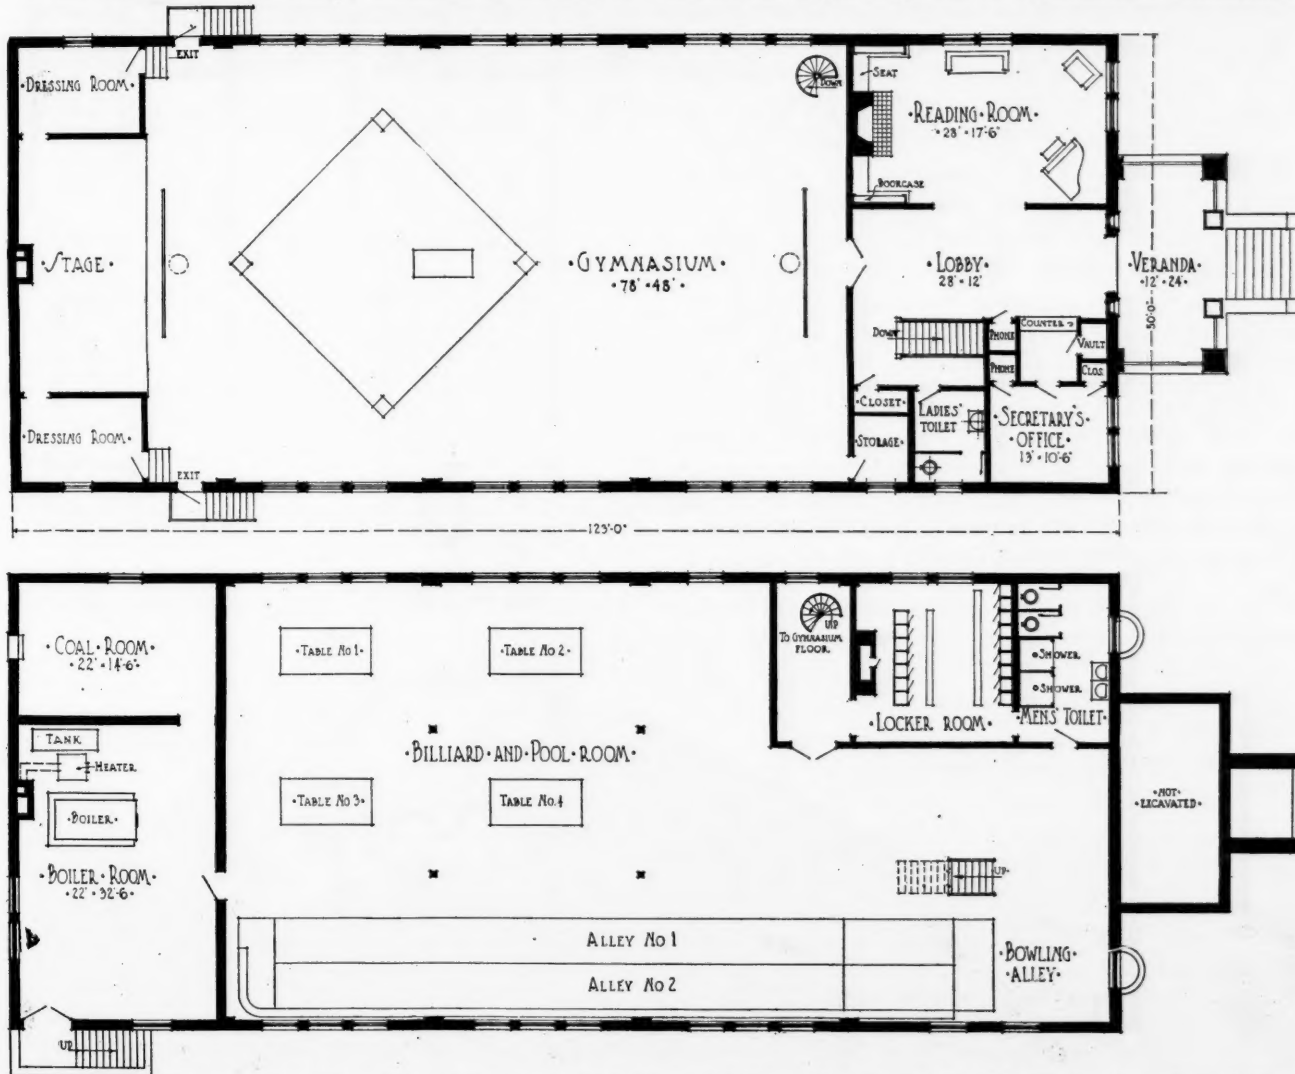 EXIT
·DRESSING ROOM·
DOWN
·SEAT
·READING·ROOM·
·28'×17'-6"
·BOOKCASE
·STAGE·
·GYMNASIUM·
·78'×48'·
·LOBBY·
28'×12'
·VERANDA·
·12'×24'·
50'-0"
DOWN
PHONE
COUNTER
VAULT
PHONE
CLOS.
·CLOSET·
LADIES'
TOILET
·SECRETARY'S·
·OFFICE·
13'×10'-6"
·STORAGE·
·DRESSING ROOM·
EXIT
123'-0"
·COAL·ROOM·
·22'×14'-6"·
·TABLE No 1·
·TABLE No 2·
UP
TO GYMNASIUM
FLOOR
·SHOWER
·SHOWER
·LOCKER ROOM·
·MENS' TOILET·
TANK
·HEATER
·BILLIARD·AND·POOL·ROOM·
·BOILER·
·TABLE No 3·
TABLE No.4
·NOT·
·EXCAVATED·
·BOILER·ROOM·
·22'×32'-6"
UP
ALLEY No 1
ALLEY No 2
·BOWLING·
ALLEY·
UP